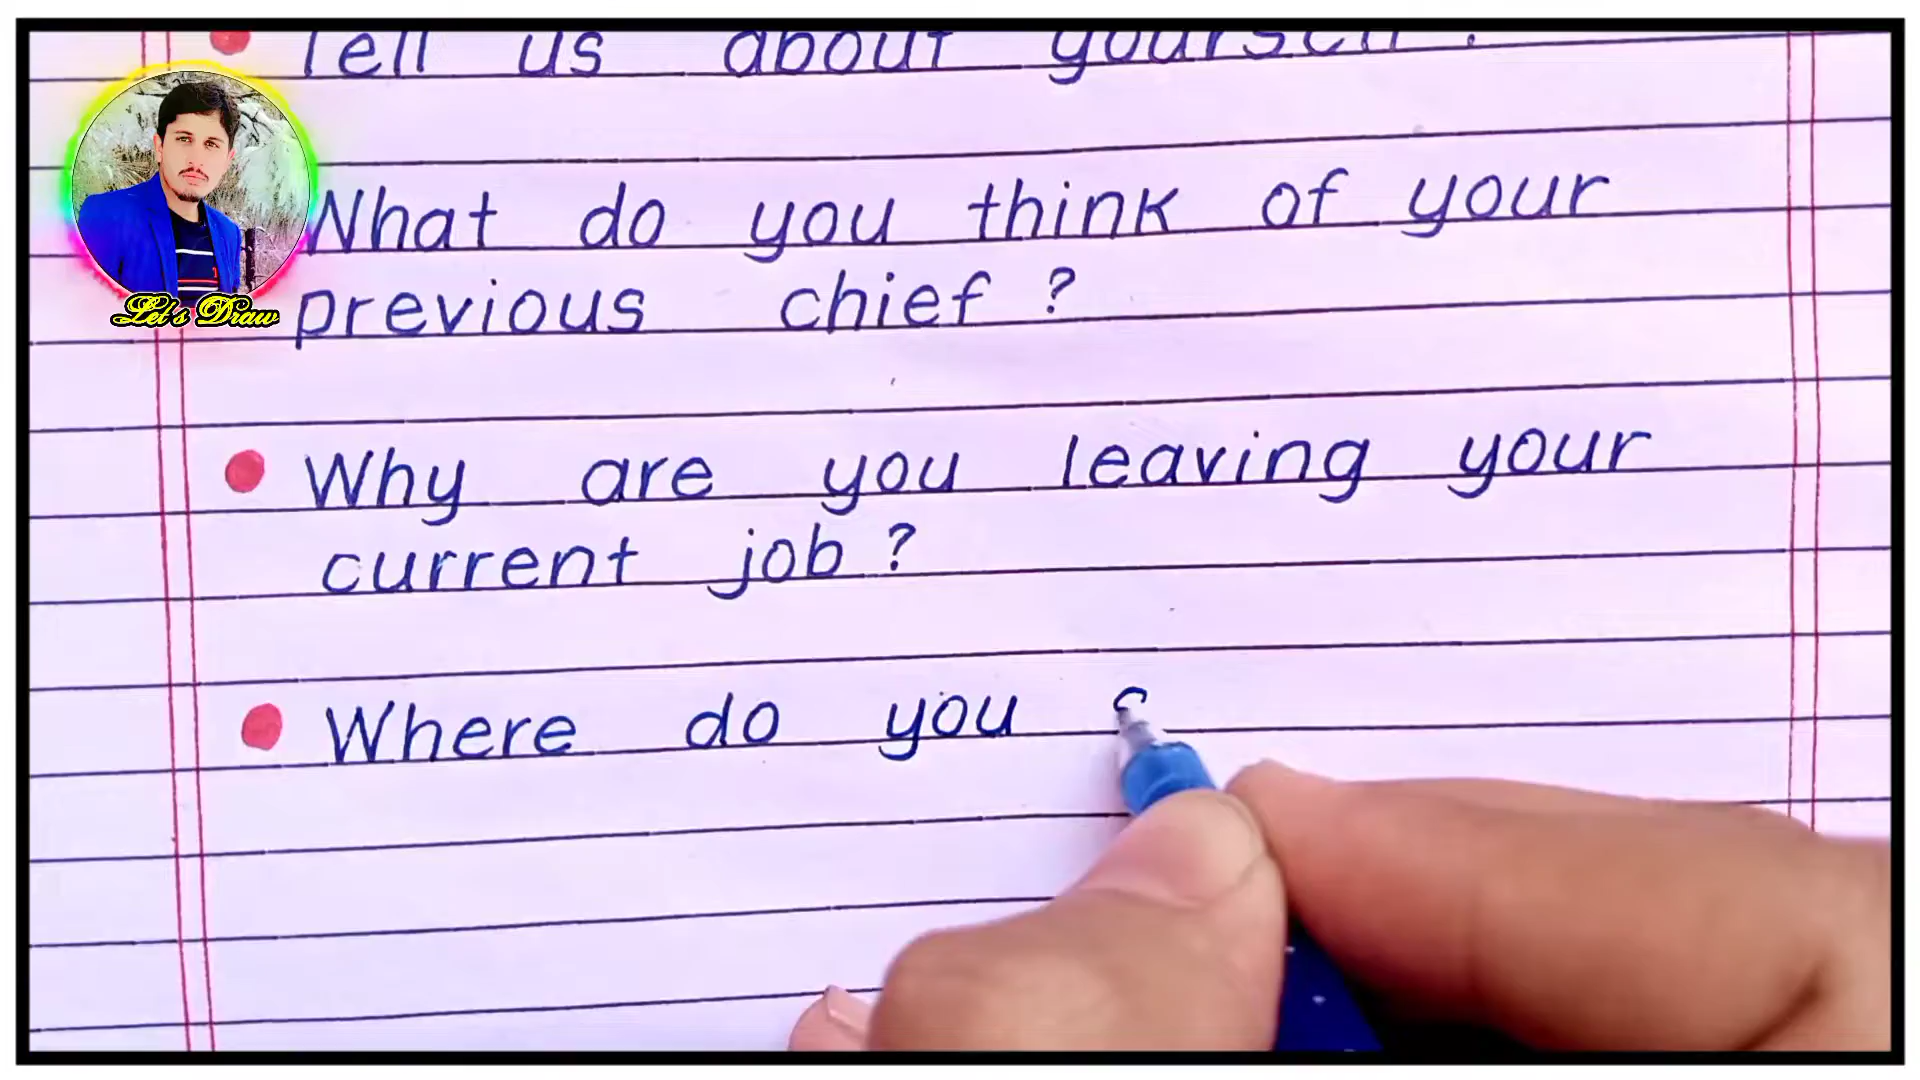 Tell us about yourself?
What do you think of your
previous chief?
Let's Draw
Why are you leaving your
current job?
Where do you